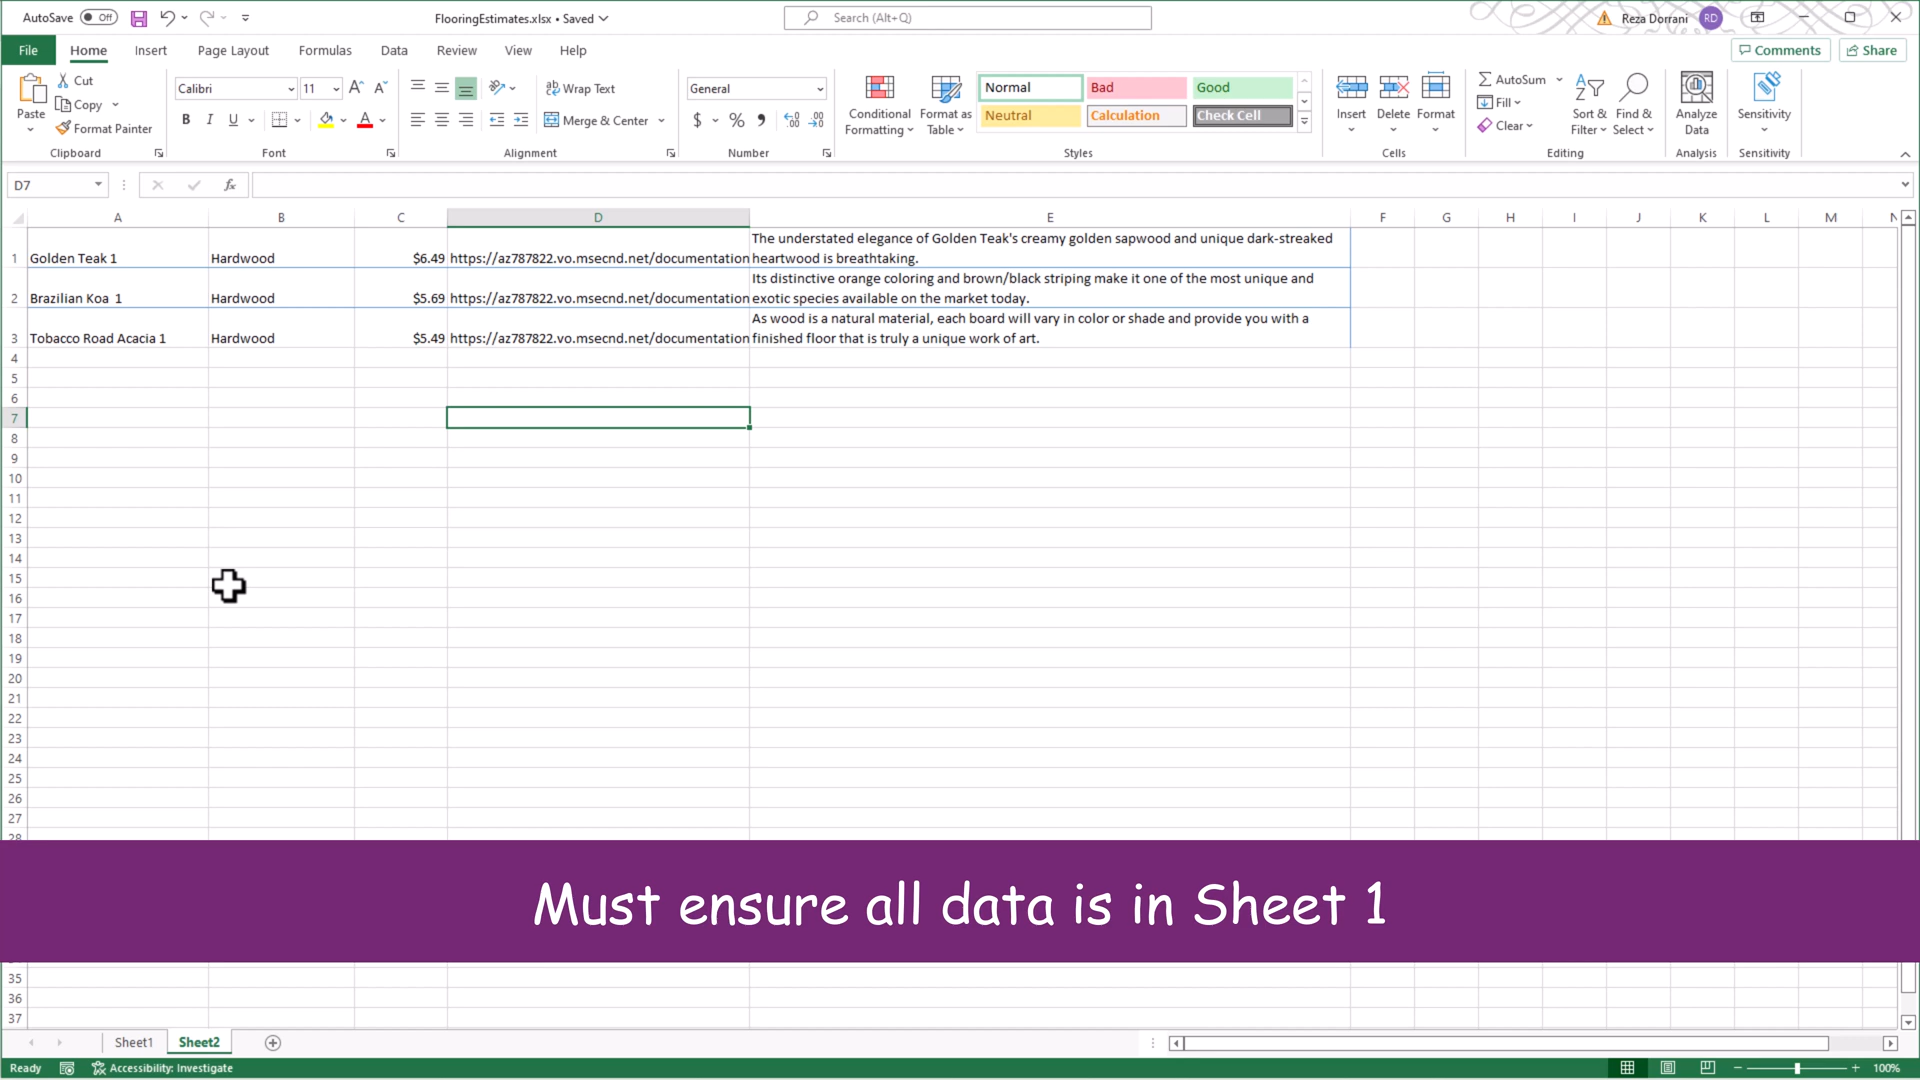 AutoSave Off
FlooringEstimates.xlsx • Saved
Search (Alt+Q)
Reza Dorrani RD
File Home Insert Page Layout Formulas Data Review View Help
Comments Share
Paste
Cut
Copy
Format Painter
Clipboard
Calibri 11
B I U
Font
Wrap Text
Merge & Center
Alignment
General
$ % 9
Number
Conditional Formatting
Format as Table
Normal Bad Good
Neutral Calculation Check Cell
Styles
Insert Delete Format
Cells
AutoSum
Fill
Clear
Sort & Filter
Find & Select
Editing
Analyze Data
Analysis
Sensitivity
Sensitivity
D7 fx
A B C D E F G H I J K L M N
1 Golden Teak 1 Hardwood $6.49 https://az787822.vo.msecnd.net/documentation The understated elegance of Golden Teak's creamy golden sapwood and unique dark-streaked
heartwood is breathtaking.
2 Brazilian Koa 1 Hardwood $5.69 https://az787822.vo.msecnd.net/documentation Its distinctive orange coloring and brown/black striping make it one of the most unique and
exotic species available on the market today.
3 Tobacco Road Acacia 1 Hardwood $5.49 https://az787822.vo.msecnd.net/documentation As wood is a natural material, each board will vary in color or shade and provide you with a
finished floor that is truly a unique work of art.
4
5
6
7
8
9
10
11
12
13
14
15
16
17
18
19
20
21
22
23
24
25
26
27
28
Must ensure all data is in Sheet 1
35
36
37
Sheet1 Sheet2
Ready Accessibility: Investigate 100%